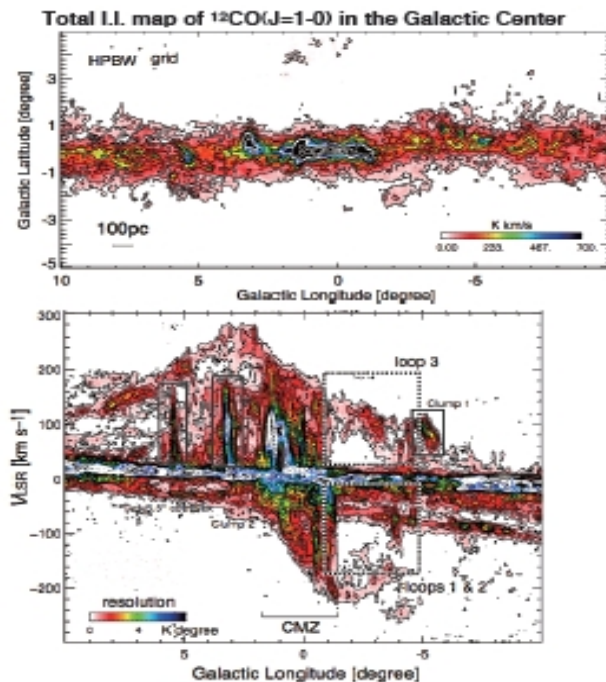 Total I.I. map of ¹²CO(J=1-0) in the Galactic Center
HPBW grid
Galactic Latitude [degree]
5
3
1
-1
-3
-5
100pc
K km/s
0.00 233. 467. 700.
10 5 0 -5
Galactic Longitude [degree]
300
200
100
0
-100
-200
VLSR [km s⁻¹]
loop 3
Clump 1
Clump 2
loops 1 & 2
resolution
0 4 K degree
CMZ
5 0 -5
Galactic Longitude [degree]